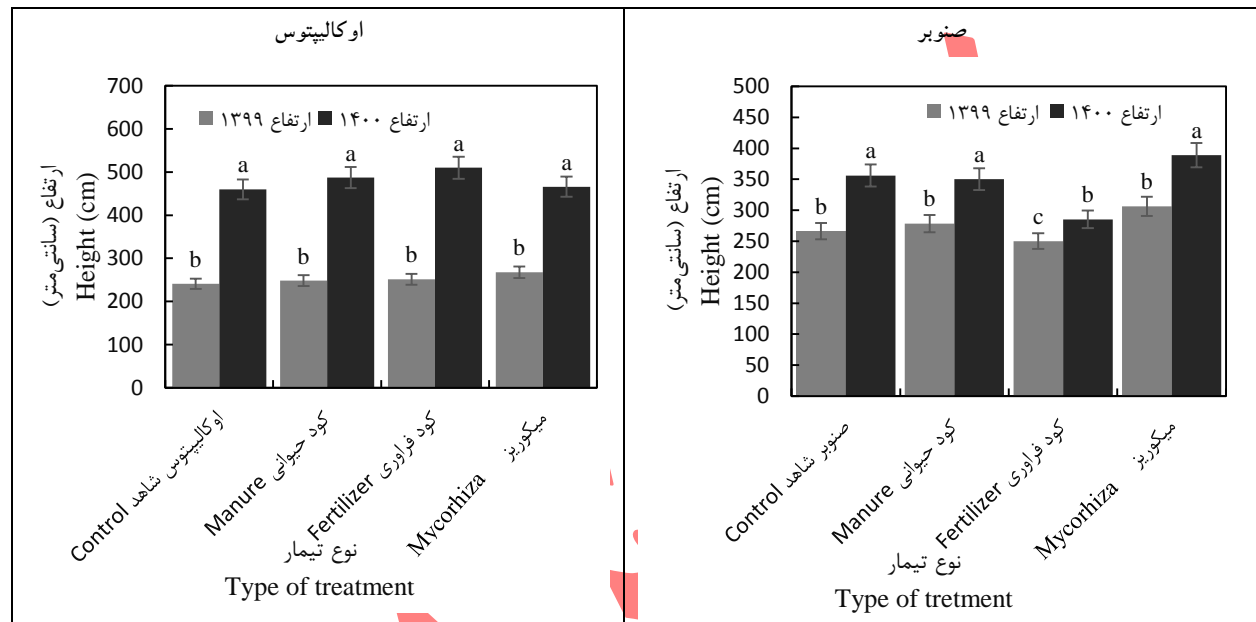 اوکالیپتوس
700
600
500
400
300
200
100
0
ارتفاع (سانتی‌متر)
Height (cm)
ارتفاع ۱۳۹۹ ارتفاع ۱۴۰۰
b a b a b a b a
اوکالیپتوس شاهد Control
کود حیوانی Manure
کود فراوری Fertilizer
میکوریز Mycorhiza
نوع تیمار
Type of treatment
صنوبر
500
450
400
350
300
250
200
150
100
50
0
ارتفاع (سانتی‌متر)
Height (cm)
ارتفاع ۱۳۹۹ ارتفاع ۱۴۰۰
b a b a c b b a
صنوبر شاهد Control
کود حیوانی Manure
کود فراوری Fertilizer
میکوریز Mycorhiza
نوع تیمار
Type of tretment